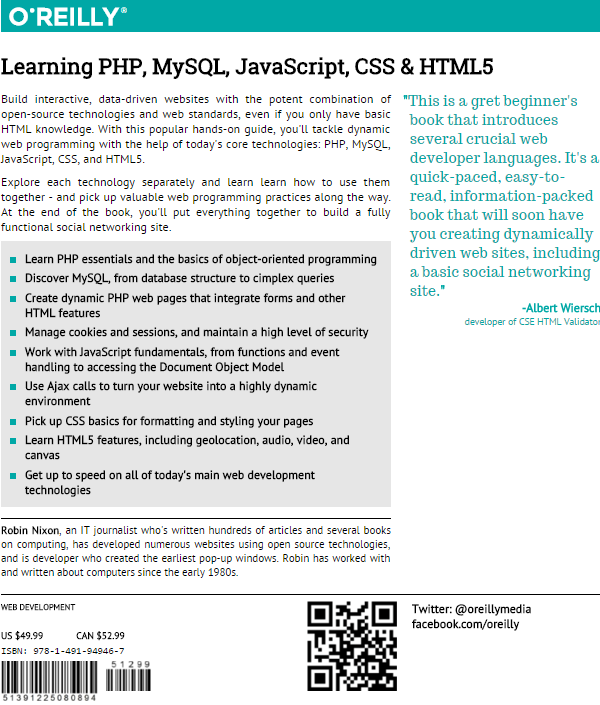 O'REILLY®
Learning PHP, MySQL, JavaScript, CSS & HTML5
Build interactive, data-driven websites with the potent combination of
open-source technologies and web standards, even if you only have basic
HTML knowledge. With this popular hands-on guide, you'll tackle dynamic
web programming with the help of today's core technologies: PHP, MySQL,
JavaScript, CSS, and HTML5.
Explore each technology separately and learn learn how to use them
together - and pick up valuable web programming practices along the way.
At the end of the book, you'll put everything together to build a fully
functional social networking site.
Learn PHP essentials and the basics of object-oriented programming
Discover MySQL, from database structure to cimplex queries
Create dynamic PHP web pages that integrate forms and other
HTML features
Manage cookies and sessions, and maintain a high level of security
Work with JavaScript fundamentals, from functions and event
handling to accessing the Document Object Model
Use Ajax calls to turn your website into a highly dynamic
environment
Pick up CSS basics for formatting and styling your pages
Learn HTML5 features, including geolocation, audio, video, and
canvas
Get up to speed on all of today's main web development
technologies
"This is a gret beginner's
book that introduces
several crucial web
developer languages. It's a
quick-paced, easy-to-
read, information-packed
book that will soon have
you creating dynamically
driven web sites, including
a basic social networking
site."
-Albert Wiersch
developer of CSE HTML Validator
Robin Nixon, an IT journalist who's written hundreds of articles and several books
on computing, has developed numerous websites using open source technologies,
and is developer who created the earliest pop-up windows. Robin has worked with
and written about computers since the early 1980s.
WEB DEVELOPMENT
US $49.99 CAN $52.99
ISBN: 978-1-491-94946-7
51299
51391225080894
Twitter: @oreillymedia
facebook.com/oreilly